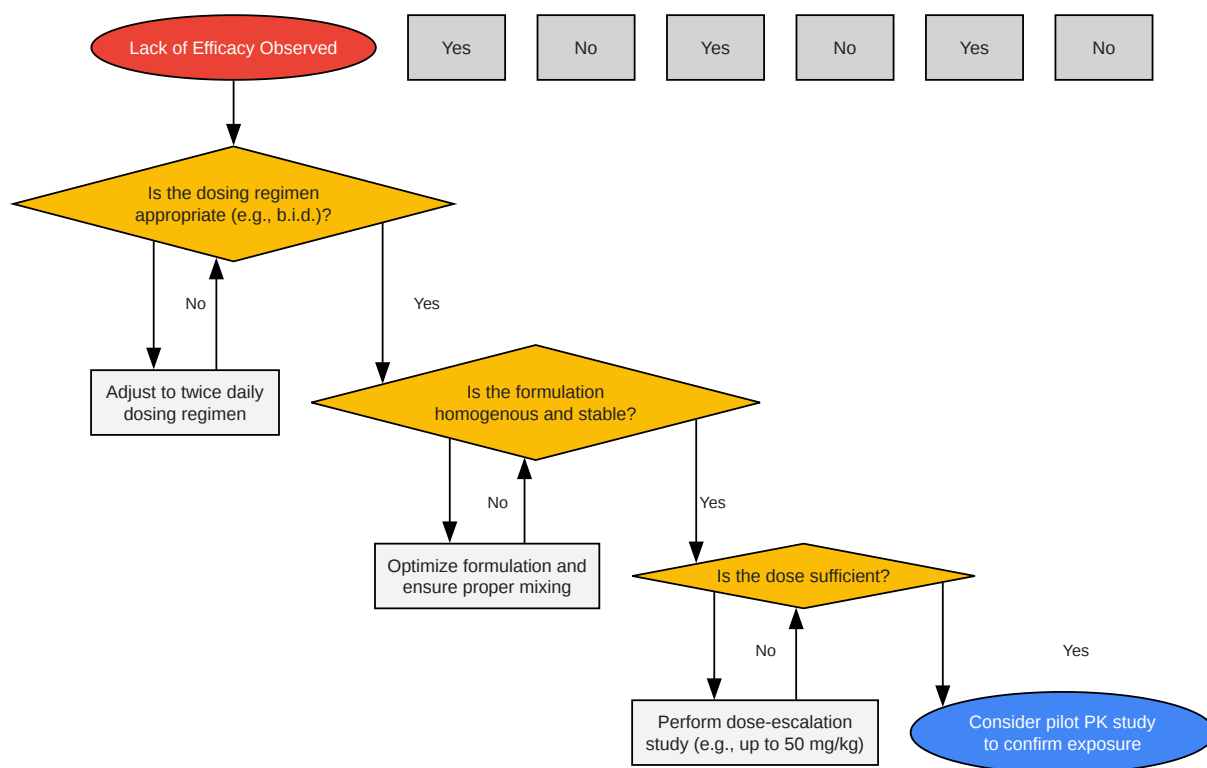 Lack of Efficacy Observed
Yes
No
Yes
No
Yes
No
Is the dosing regimen
appropriate (e.g., b.i.d.)?
No
Yes
Adjust to twice daily
dosing regimen
Is the formulation
homogenous and stable?
No
Yes
Optimize formulation and
ensure proper mixing
Is the dose sufficient?
No
Yes
Perform dose-escalation
study (e.g., up to 50 mg/kg)
Consider pilot PK study
to confirm exposure